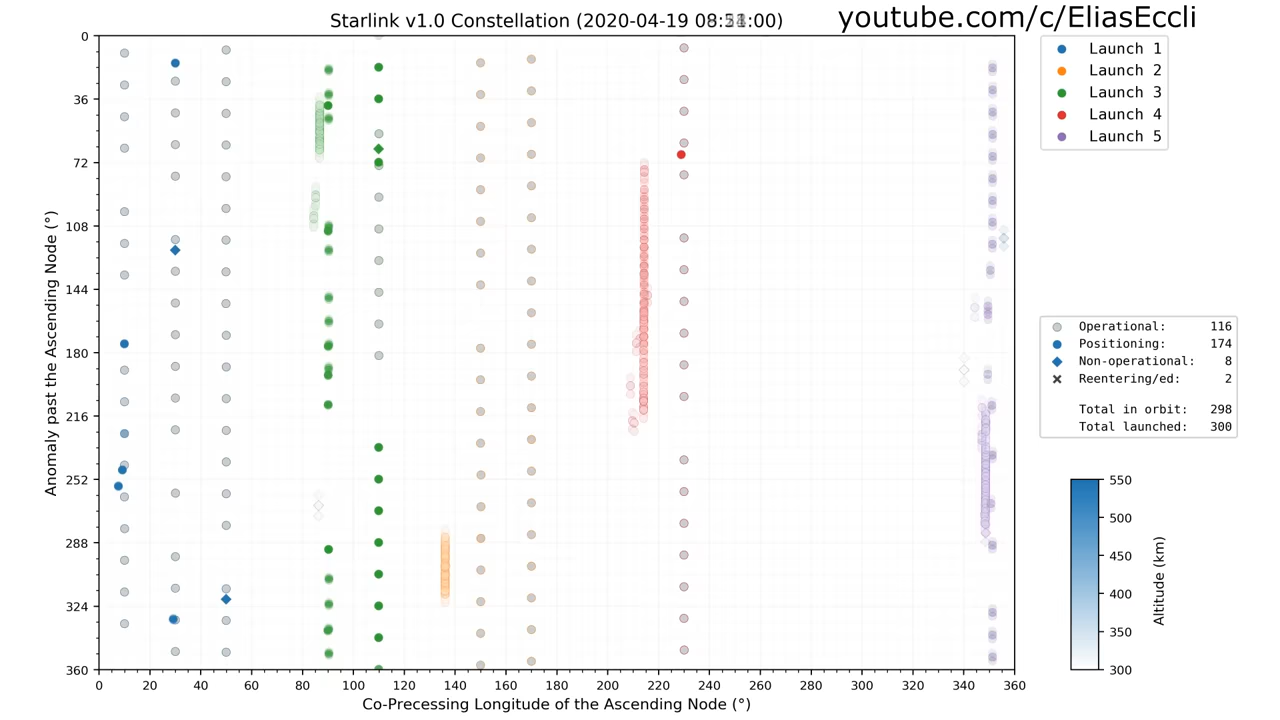 Starlink v1.0 Constellation (2020-04-19 :00)
youtube.com/c/EliasEccli
0
36
72
108
144
180
216
252
288
324
360
Anomaly past the Ascending Node (°)
0 20 40 60 80 100 120 140 160 180 200 220 240 260 280 300 320 340 360
Co-Precessing Longitude of the Ascending Node (°)
Launch 1
Launch 2
Launch 3
Launch 4
Launch 5
Operational: 116
Positioning: 174
Non-operational: 8
Reentering/ed: 2
Total in orbit: 298
Total launched: 300
550
500
450
400
350
300
Altitude (km)